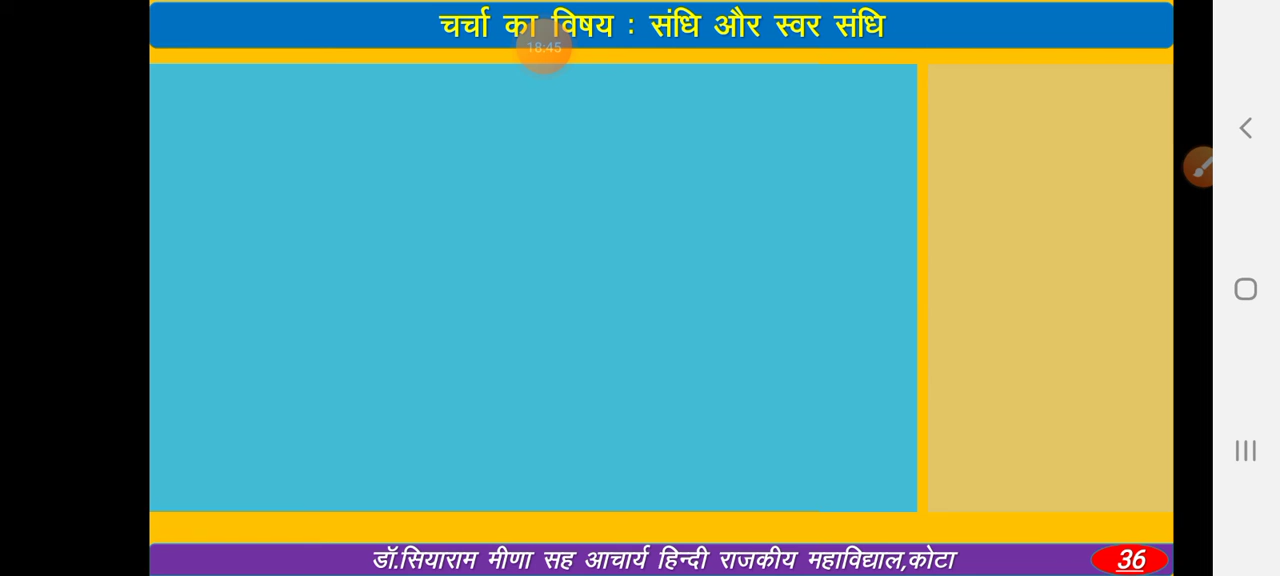 चर्चा का विषय : संधि और स्वर संधि
18:45
डॉ.सियाराम मीणा सह आचार्य हिन्दी राजकीय महाविद्याल,कोटा
36